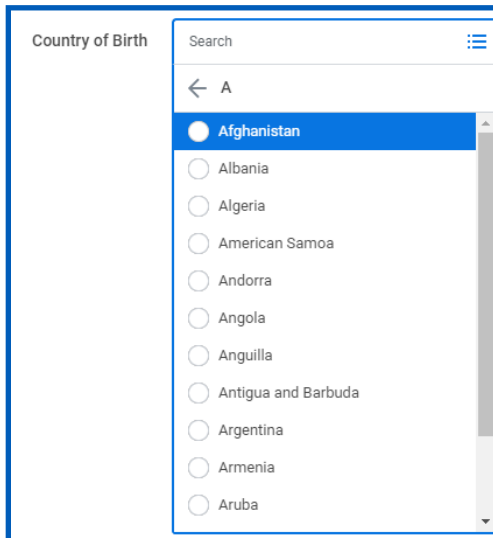 Country of Birth
Search
A
Afghanistan
Albania
Algeria
American Samoa
Andorra
Angola
Anguilla
Antigua and Barbuda
Argentina
Armenia
Aruba